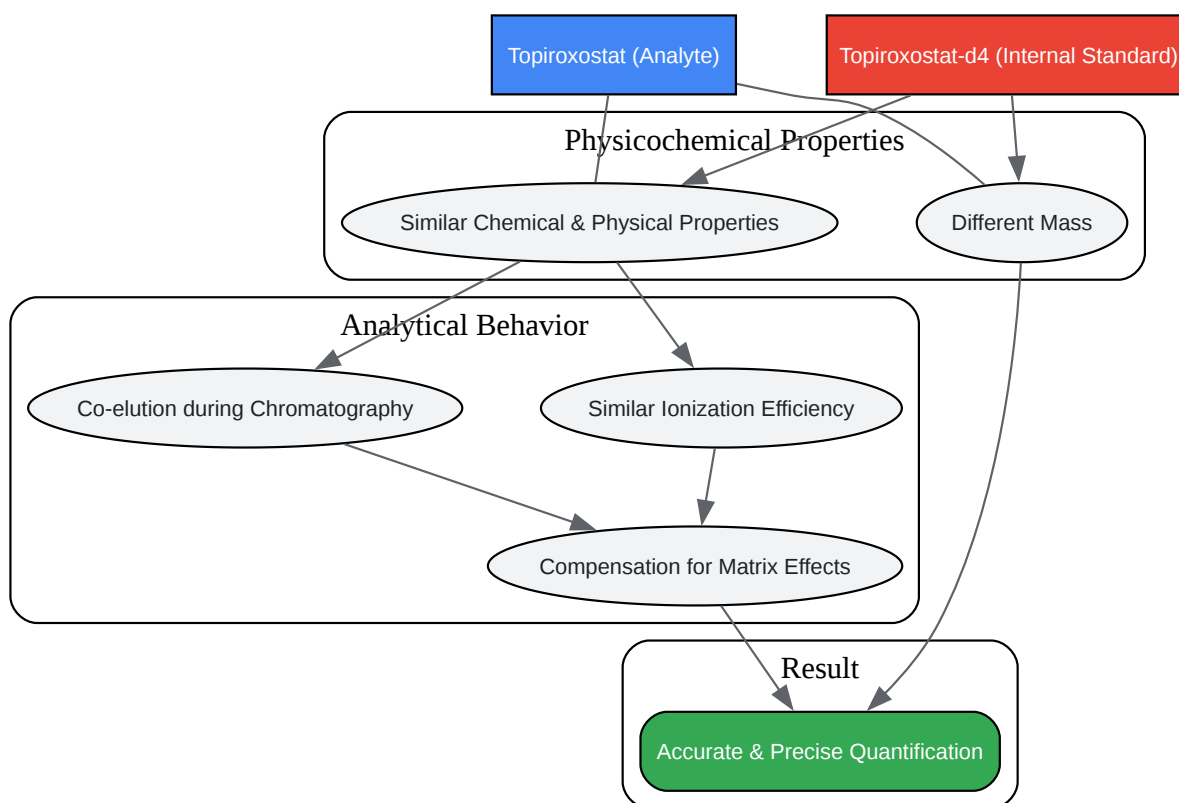 Topiroxostat (Analyte)
Topiroxostat-d4 (Internal Standard)
Physicochemical Properties
Similar Chemical & Physical Properties
Different Mass
Analytical Behavior
Co-elution during Chromatography
Similar Ionization Efficiency
Compensation for Matrix Effects
Result
Accurate & Precise Quantification